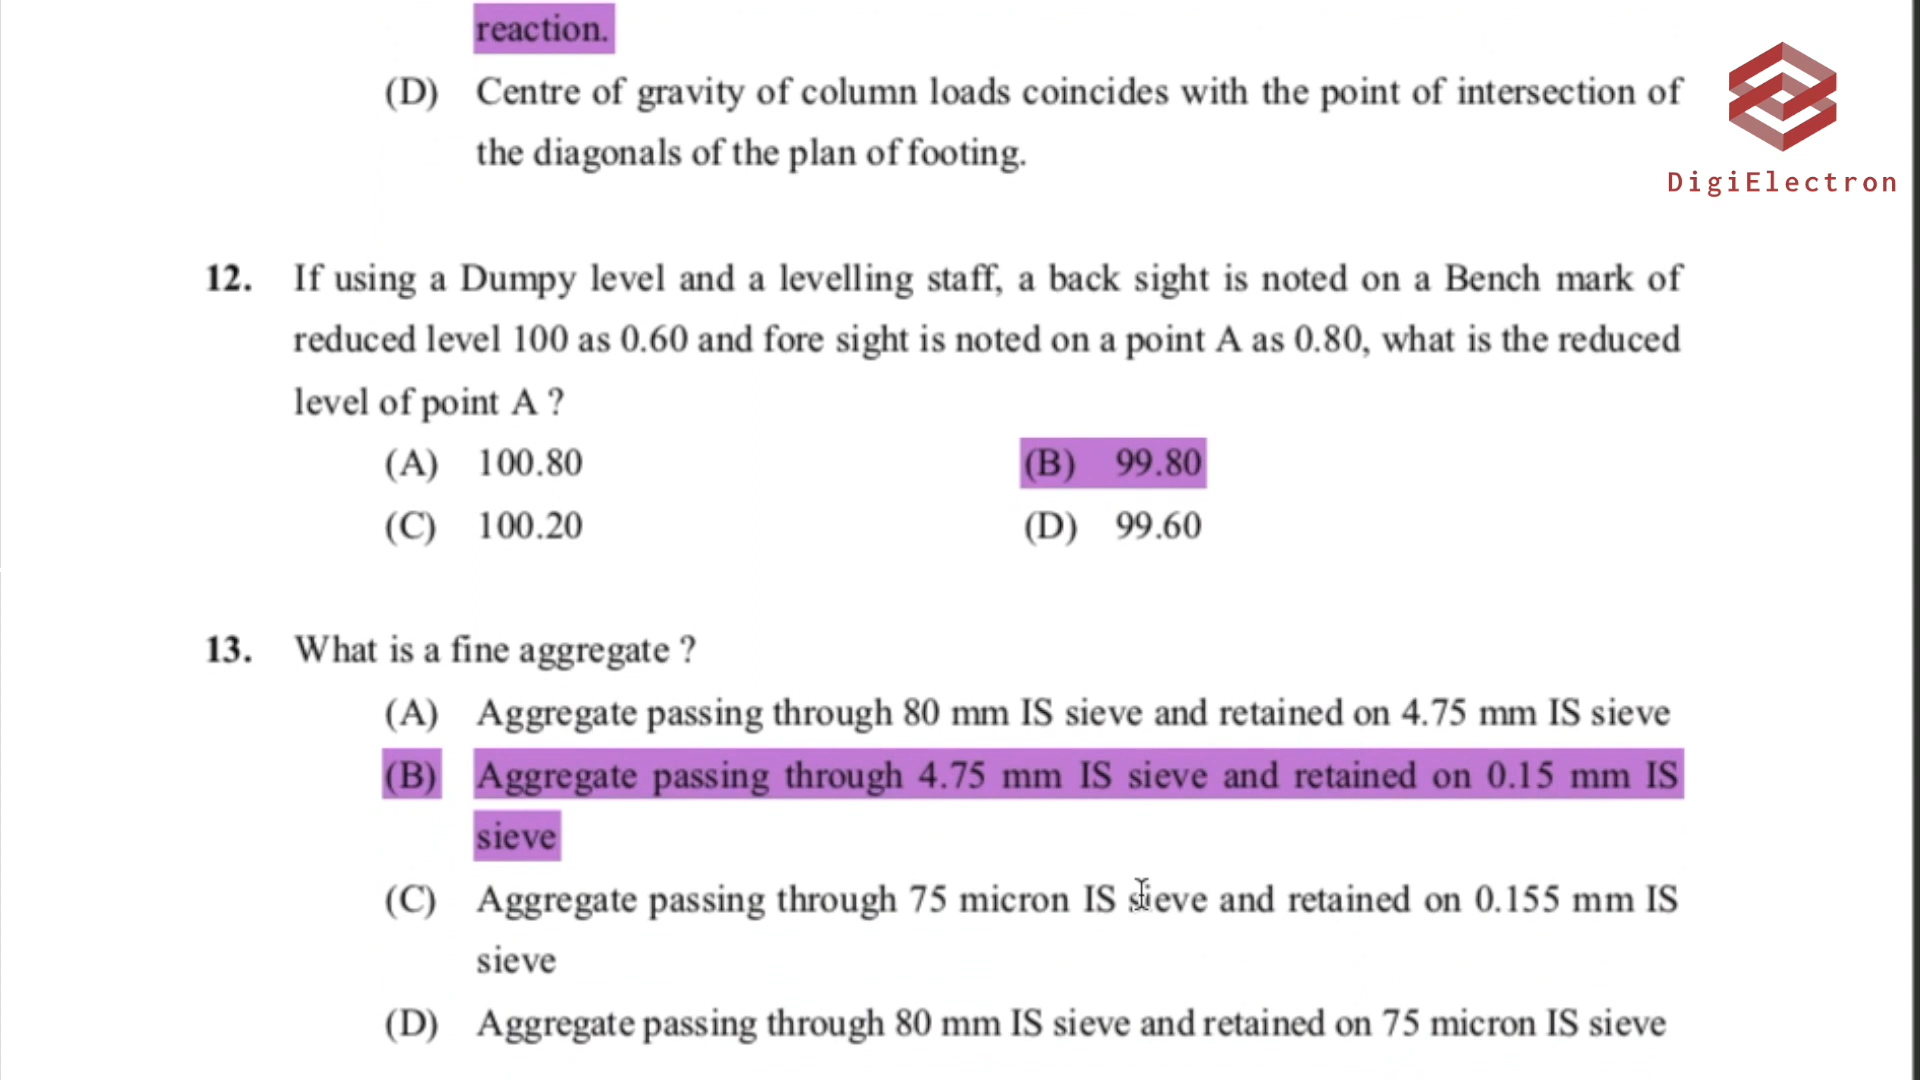 reaction.
(D) Centre of gravity of column loads coincides with the point of intersection of
the diagonals of the plan of footing.
DigiElectron
12. If using a Dumpy level and a levelling staff, a back sight is noted on a Bench mark of
reduced level 100 as 0.60 and fore sight is noted on a point A as 0.80, what is the reduced
level of point A ?
(A) 100.80 (B) 99.80
(C) 100.20 (D) 99.60
13. What is a fine aggregate ?
(A) Aggregate passing through 80 mm IS sieve and retained on 4.75 mm IS sieve
(B) Aggregate passing through 4.75 mm IS sieve and retained on 0.15 mm IS
sieve
(C) Aggregate passing through 75 micron IS sieve and retained on 0.155 mm IS
sieve
(D) Aggregate passing through 80 mm IS sieve and retained on 75 micron IS sieve